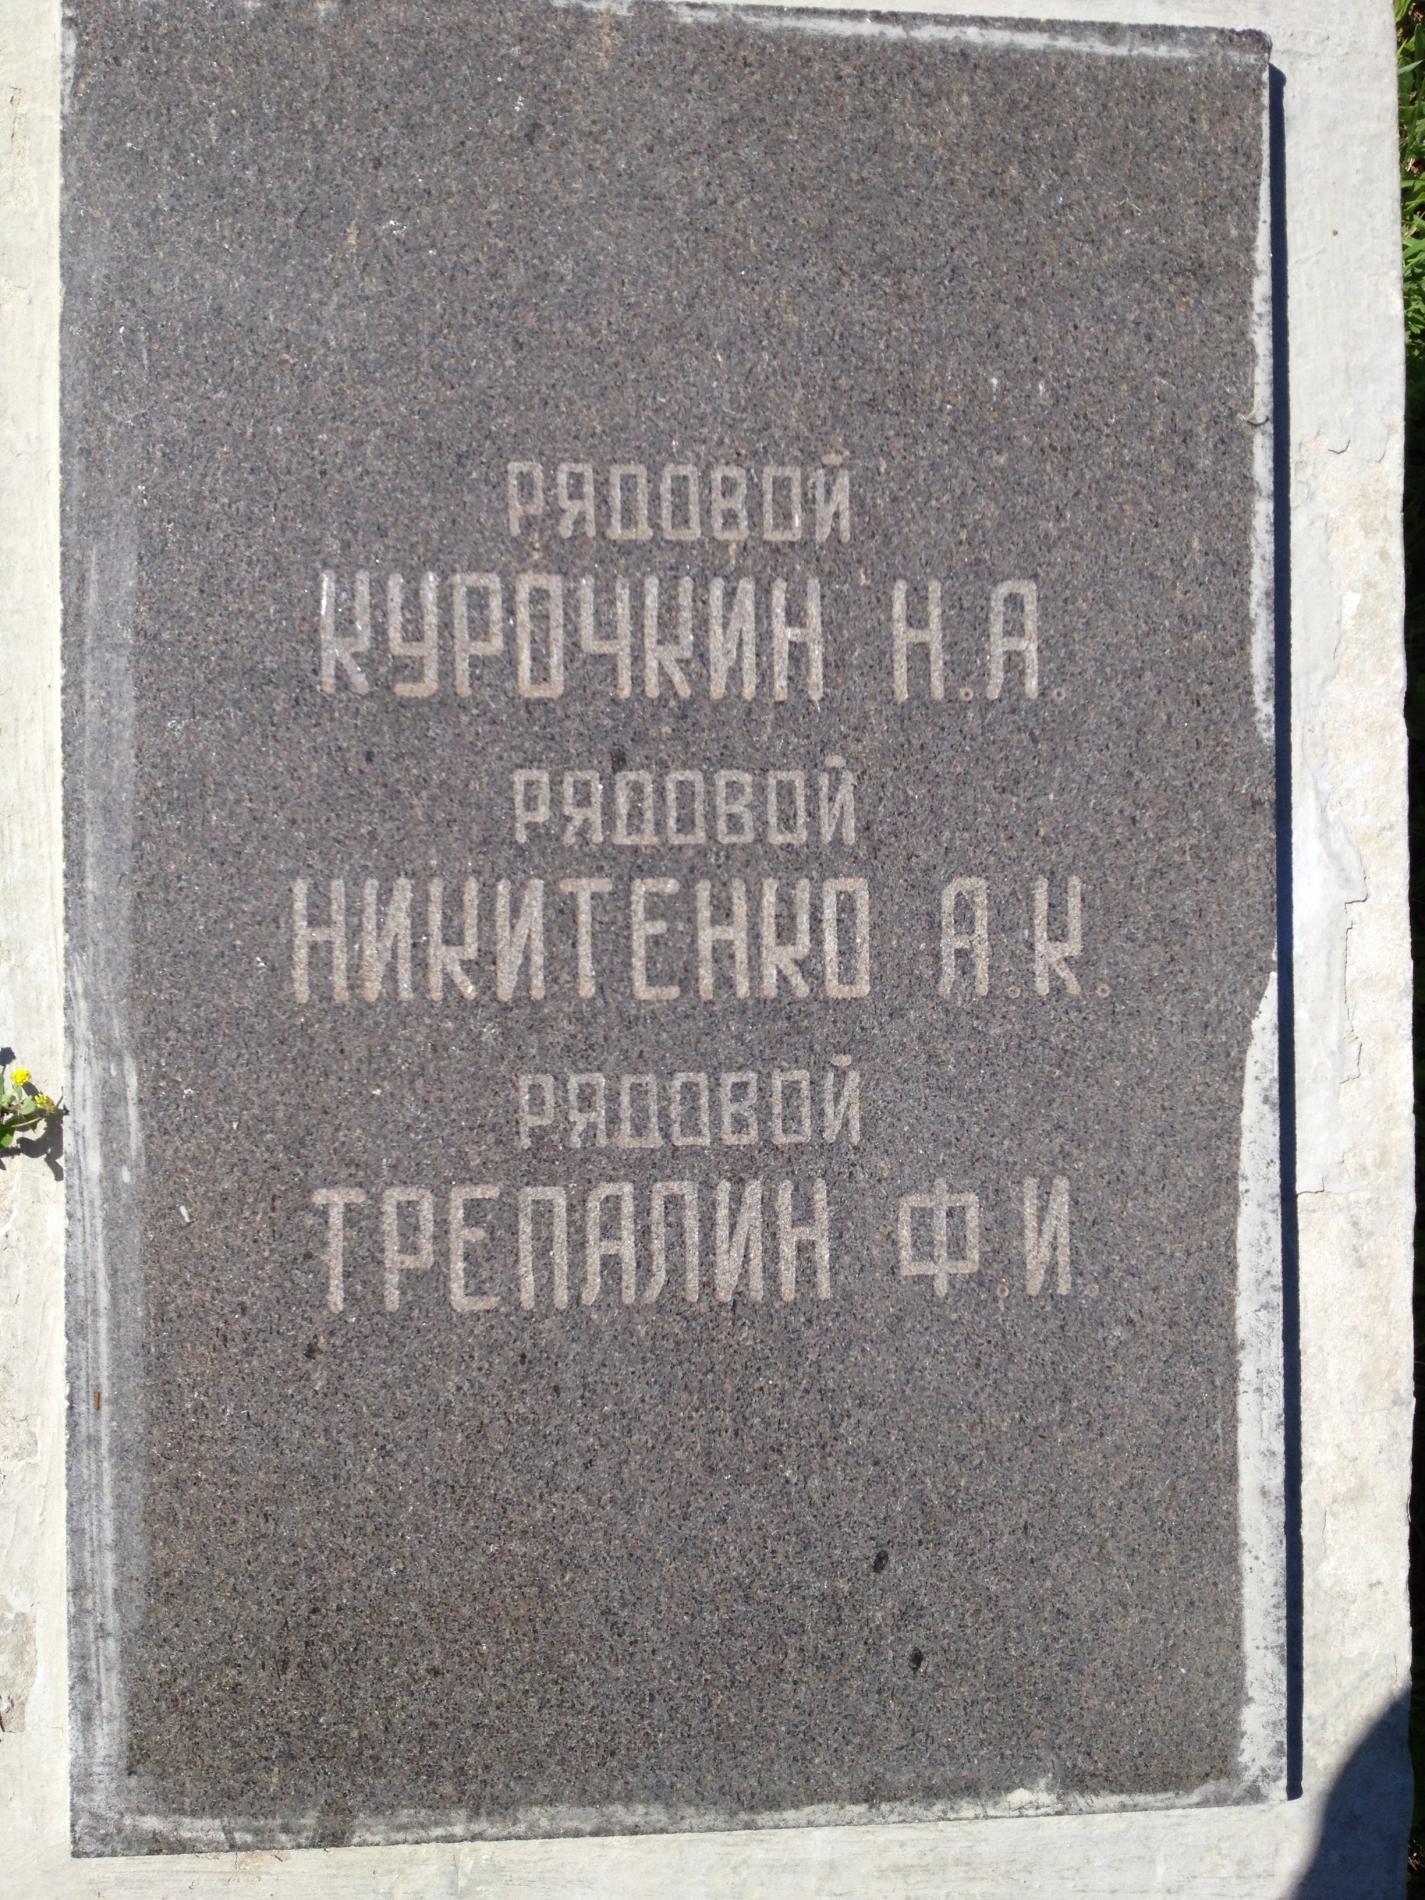 РЯДОВОЙ
КУРОЧКИН Н.А.
РЯДОВОЙ
НИКИТЕНКО А.К.
РЯДОВОЙ
ТРЕПАЛИН Ф.И.